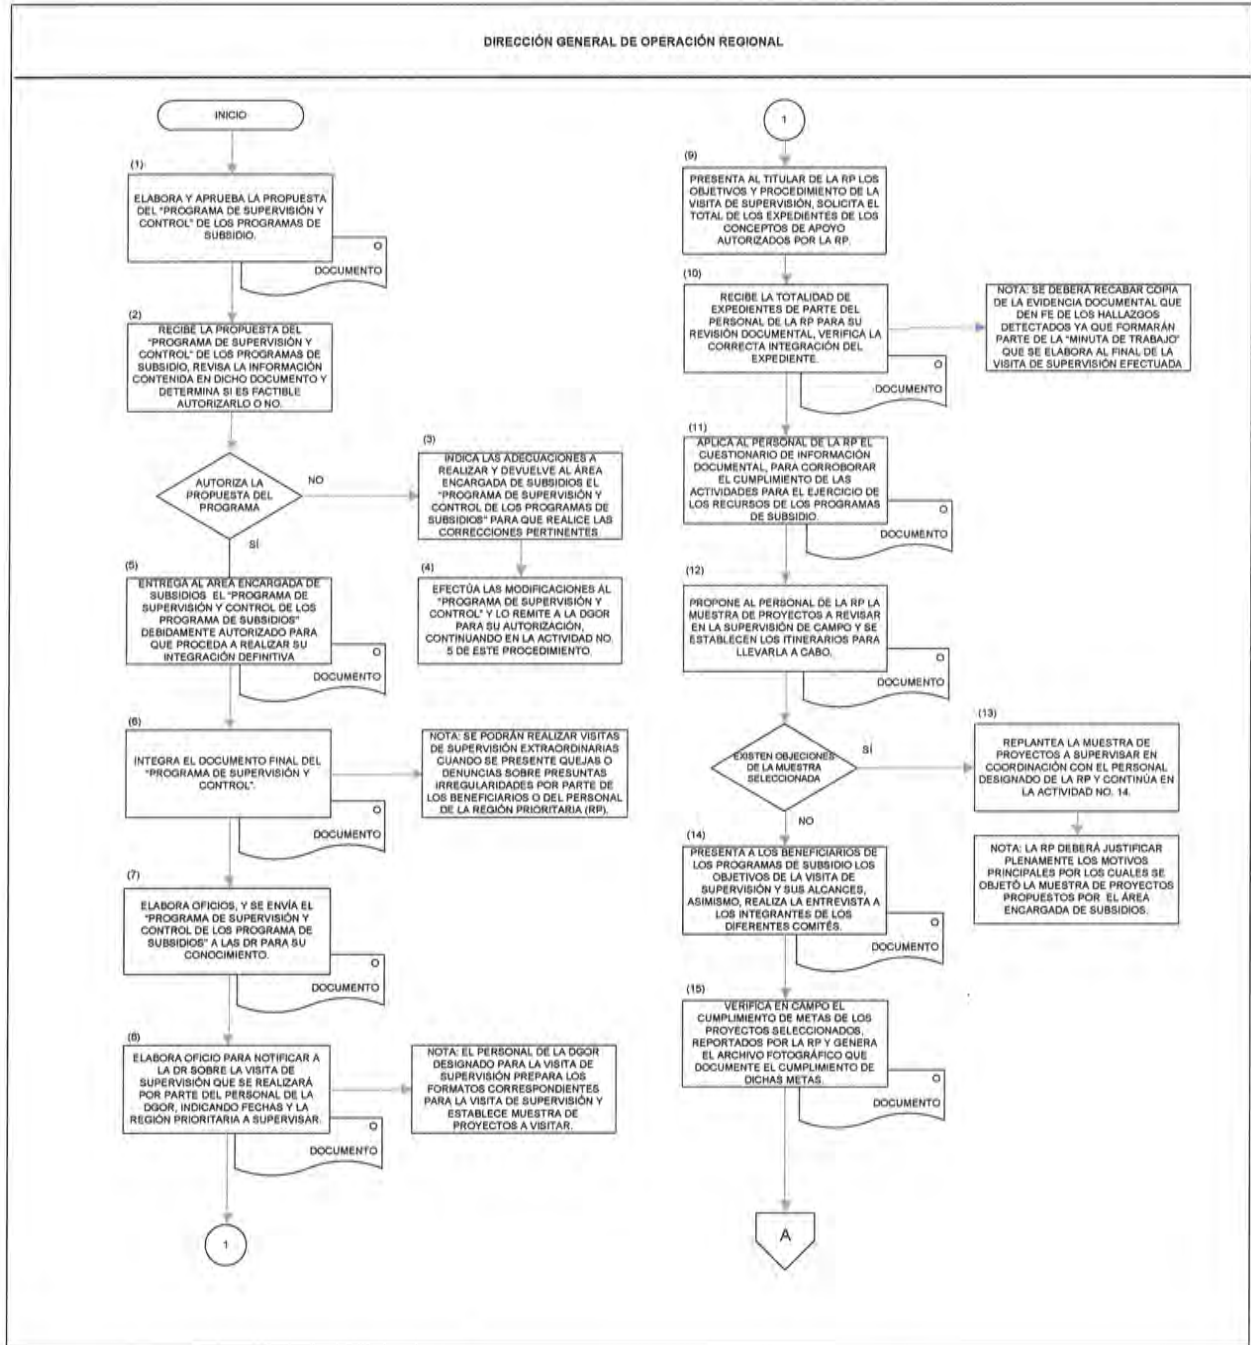 DIRECCIÓN GENERAL DE OPERACIÓN REGIONAL
INICIO
(1)
ELABORA Y APRUEBA LA PROPUESTA
DEL "PROGRAMA DE SUPERVISIÓN Y
CONTROL" DE LOS PROGRAMAS DE
SUBSIDIO.
O
DOCUMENTO
(2)
RECIBE LA PROPUESTA DEL
"PROGRAMA DE SUPERVISIÓN Y
CONTROL" DE LOS PROGRAMAS DE
SUBSIDIO, REVISA LA INFORMACIÓN
CONTENIDA EN DICHO DOCUMENTO Y
DETERMINA SI ES FACTIBLE
AUTORIZARLO O NO.
AUTORIZA LA
PROPUESTA DEL
PROGRAMA
NO
SÍ
(3)
INDICA LAS ADECUACIONES A
REALIZAR Y DEVUELVE AL ÁREA
ENCARGADA DE SUBSIDIOS EL
"PROGRAMA DE SUPERVISIÓN Y
CONTROL DE LOS PROGRAMAS DE
SUBSIDIOS" PARA QUE REALICE LAS
CORRECCIONES PERTINENTES
(4)
EFECTÚA LAS MODIFICACIONES AL
"PROGRAMA DE SUPERVISIÓN Y
CONTROL" Y LO REMITE A LA DGOR
PARA SU AUTORIZACIÓN,
CONTINUANDO EN LA ACTIVIDAD NO.
5 DE ESTE PROCEDIMIENTO.
(5)
ENTREGA AL ÁREA ENCARGADA DE
SUBSIDIOS EL "PROGRAMA DE
SUPERVISIÓN Y CONTROL DE LOS
PROGRAMA DE SUBSIDIOS"
DEBIDAMENTE AUTORIZADO PARA
QUE PROCEDA A REALIZAR SU
INTEGRACIÓN DEFINITIVA
O
DOCUMENTO
(6)
INTEGRA EL DOCUMENTO FINAL DEL
"PROGRAMA DE SUPERVISIÓN Y
CONTROL".
O
DOCUMENTO
NOTA: SE PODRÁN REALIZAR VISITAS
DE SUPERVISIÓN EXTRAORDINARIAS
CUANDO SE PRESENTE QUEJAS O
DENUNCIAS SOBRE PRESUNTAS
IRREGULARIDADES POR PARTE DE
LOS BENEFICIARIOS O DEL PERSONAL
DE LA REGIÓN PRIORITARIA (RP).
(7)
ELABORA OFICIOS, Y SE ENVÍA EL
"PROGRAMA DE SUPERVISIÓN Y
CONTROL DE LOS PROGRAMA DE
SUBSIDIOS" A LAS DR PARA SU
CONOCIMIENTO.
O
DOCUMENTO
(8)
ELABORA OFICIO PARA NOTIFICAR A
LA DR SOBRE LA VISITA DE
SUPERVISIÓN QUE SE REALIZARÁ
POR PARTE DEL PERSONAL DE LA
DGOR, INDICANDO FECHAS Y LA
REGIÓN PRIORITARIA A SUPERVISAR.
O
DOCUMENTO
NOTA: EL PERSONAL DE LA DGOR
DESIGNADO PARA LA VISITA DE
SUPERVISIÓN PREPARA LOS
FORMATOS CORRESPONDIENTES
PARA LA VISITA DE SUPERVISIÓN Y
ESTABLECE MUESTRA DE
PROYECTOS A VISITAR.
1
1
(9)
PRESENTA AL TITULAR DE LA RP LOS
OBJETIVOS Y PROCEDIMIENTO DE LA
VISITA DE SUPERVISIÓN, SOLICITA EL
TOTAL DE LOS EXPEDIENTES DE LOS
CONCEPTOS DE APOYO
AUTORIZADOS POR LA RP.
(10)
RECIBE LA TOTALIDAD DE
EXPEDIENTES DE PARTE DEL
PERSONAL DE LA RP PARA SU
REVISIÓN DOCUMENTAL, VERIFICA LA
CORRECTA INTEGRACIÓN DEL
EXPEDIENTE.
O
DOCUMENTO
NOTA: SE DEBERÁ RECABAR COPIA
DE LA EVIDENCIA DOCUMENTAL QUE
DEN FE DE LOS HALLAZGOS
DETECTADOS YA QUE FORMARÁN
PARTE DE LA "MINUTA DE TRABAJO"
QUE SE ELABORA AL FINAL DE LA
VISITA DE SUPERVISIÓN EFECTUADA
(11)
APLICA AL PERSONAL DE LA RP EL
CUESTIONARIO DE INFORMACIÓN
DOCUMENTAL, PARA CORROBORAR
EL CUMPLIMIENTO DE LAS
ACTIVIDADES PARA EL EJERCICIO DE
LOS RECURSOS DE LOS PROGRAMAS
DE SUBSIDIO.
O
DOCUMENTO
(12)
PROPONE AL PERSONAL DE LA RP LA
MUESTRA DE PROYECTOS A REVISAR
EN LA SUPERVISIÓN DE CAMPO Y SE
ESTABLECEN LOS ITINERARIOS PARA
LLEVARLA A CABO.
O
DOCUMENTO
EXISTEN OBJECIONES
DE LA MUESTRA
SELECCIONADA
SÍ
NO
(13)
REPLANTEA LA MUESTRA DE
PROYECTOS A SUPERVISAR EN
COORDINACIÓN CON EL PERSONAL
DESIGNADO DE LA RP Y CONTINÚA EN
LA ACTIVIDAD NO. 14.
NOTA: LA RP DEBERÁ JUSTIFICAR
PLENAMENTE LOS MOTIVOS
PRINCIPALES POR LOS CUALES SE
OBJETÓ LA MUESTRA DE PROYECTOS
PROPUESTOS POR EL ÁREA
ENCARGADA DE SUBSIDIOS.
(14)
PRESENTA A LOS BENEFICIARIOS DE
LOS PROGRAMAS DE SUBSIDIO LOS
OBJETIVOS DE LA VISITA DE
SUPERVISIÓN Y SUS ALCANCES,
ASIMISMO, REALIZA LA ENTREVISTA A
LOS INTEGRANTES DE LOS
DIFERENTES COMITÉS.
O
DOCUMENTO
(15)
VERIFICA EN CAMPO EL
CUMPLIMIENTO DE METAS DE LOS
PROYECTOS SELECCIONADOS,
REPORTADOS POR LA RP Y GENERA
EL ARCHIVO FOTOGRÁFICO QUE
DOCUMENTE EL CUMPLIMIENTO DE
DICHAS METAS.
O
DOCUMENTO
A